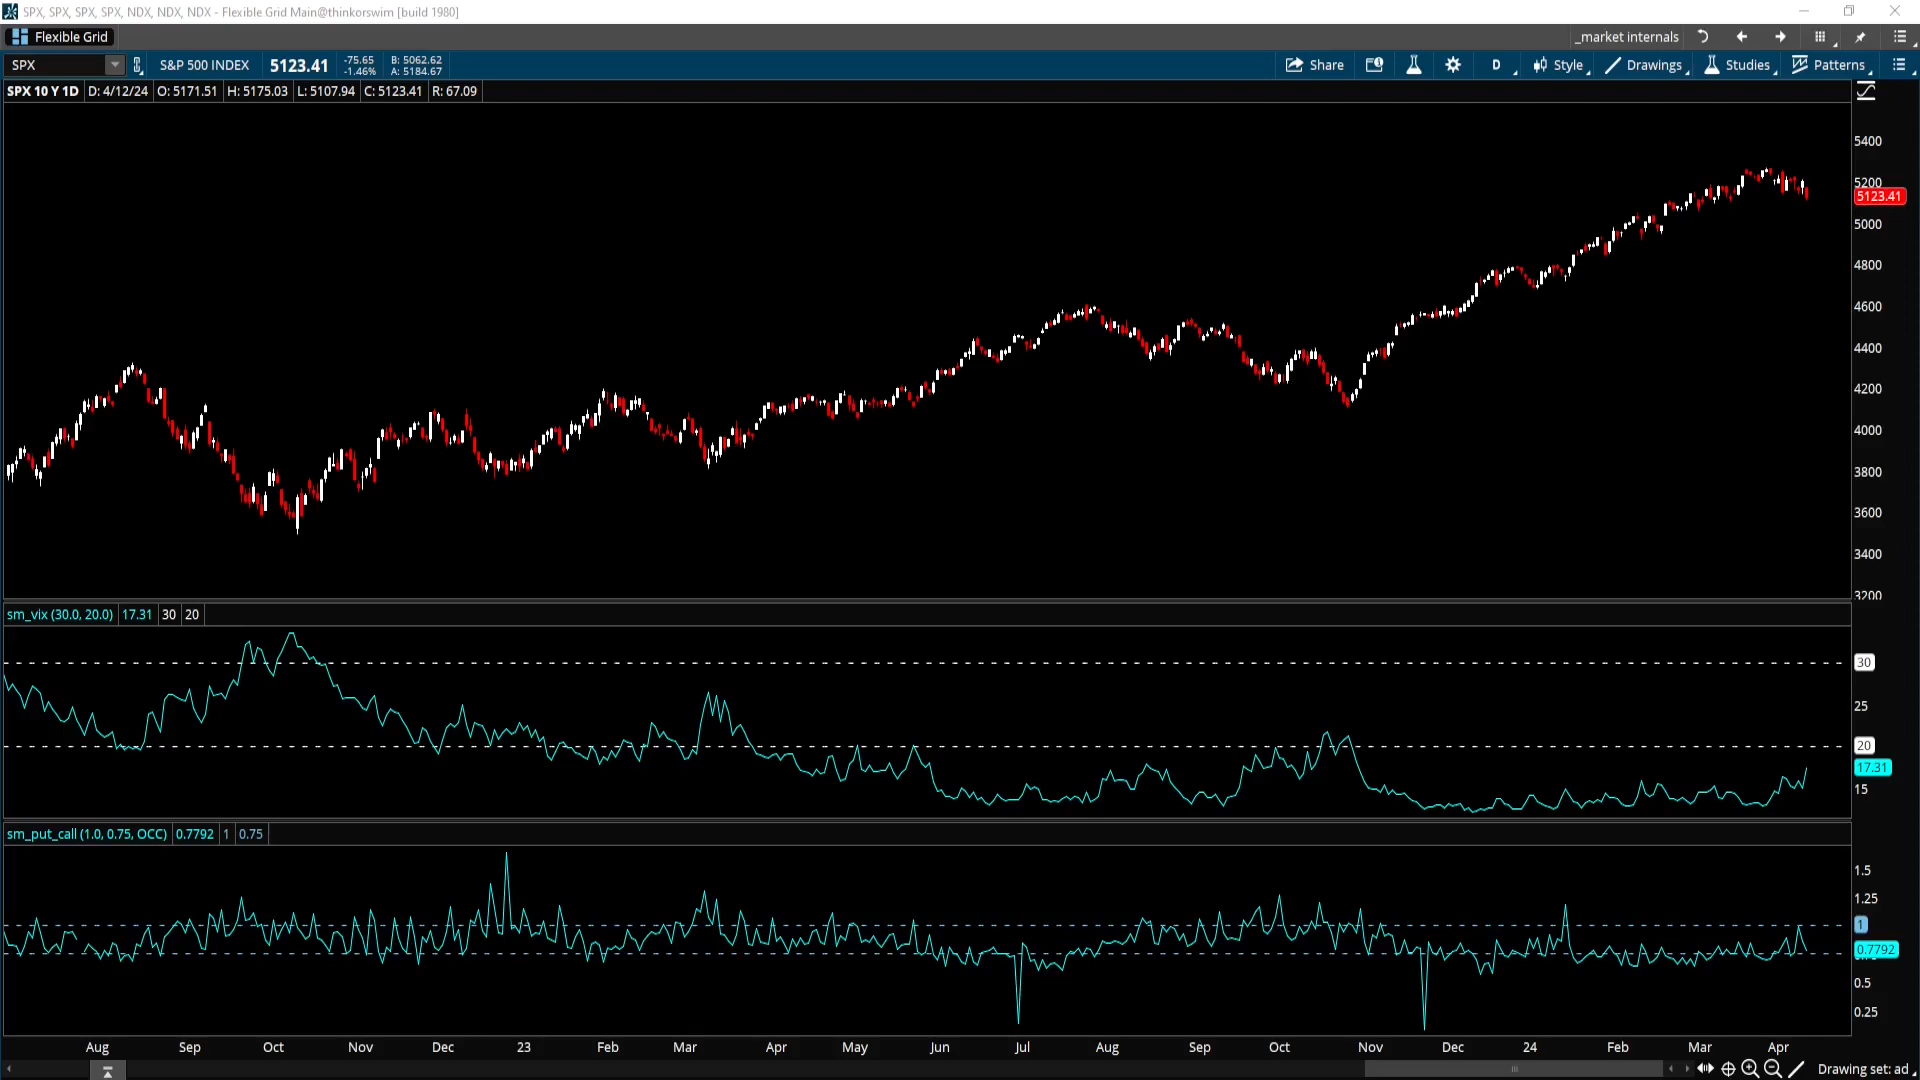 SPX, SPX, SPX, SPX, NDX, NDX, NDX - Flexible Grid Main@thinkorswim [build 1980]
Flexible Grid
_market internals
SPX
S&P 500 INDEX
5123.41
-75.65
-1.46%
B: 5062.62
A: 5184.67
Share
D
Style
Drawings
Studies
Patterns
SPX 10 Y 1D D: 4/12/24 O: 5171.51 H: 5175.03 L: 5107.94 C: 5123.41 R: 67.09
5400
5200
5123.41
5000
4800
4600
4400
4200
4000
3800
3600
3400
3200
sm_vix (30.0, 20.0) 17.31 30 20
30
25
20
17.31
15
sm_put_call (1.0, 0.75, OCC) 0.7792 1 0.75
1.5
1.25
1
0.7792
0.5
0.25
Aug Sep Oct Nov Dec 23 Feb Mar Apr May Jun Jul Aug Sep Oct Nov Dec 24 Feb Mar Apr
Drawing set: ad